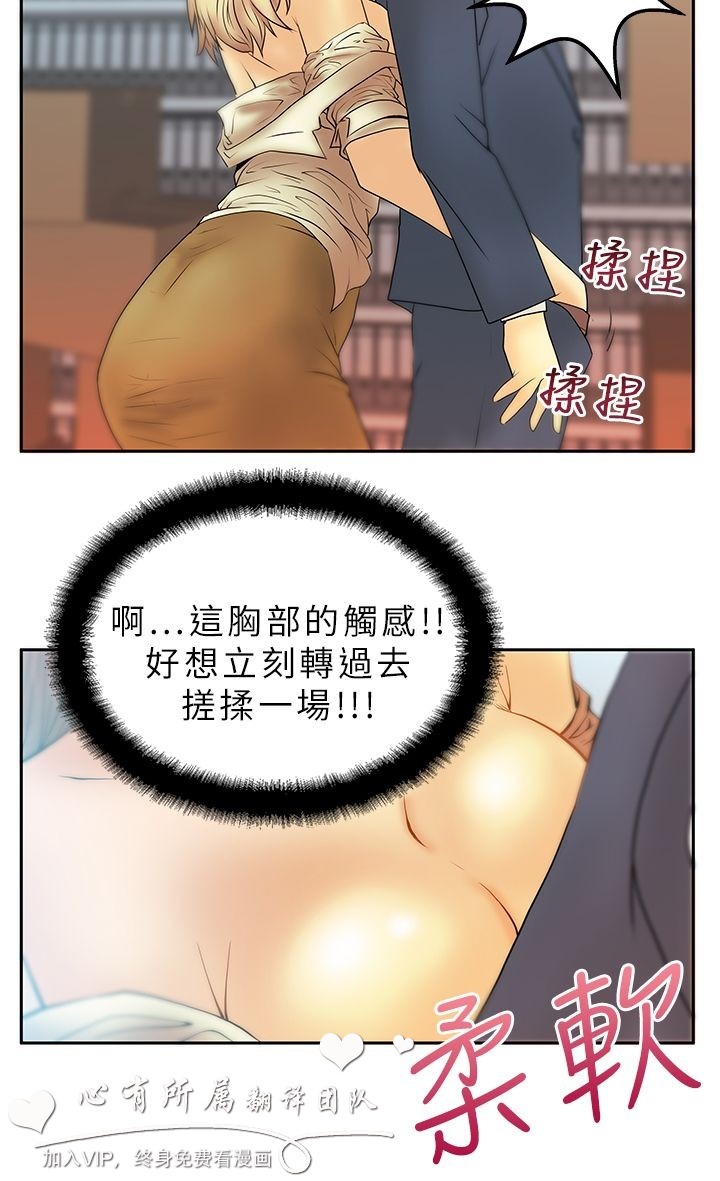 揉捏
揉捏
啊...這胸部的觸感!!
好想立刻轉過去
搓揉一場!!!
柔軟
心有所属翻译团队
加入VIP，终身免费看漫画